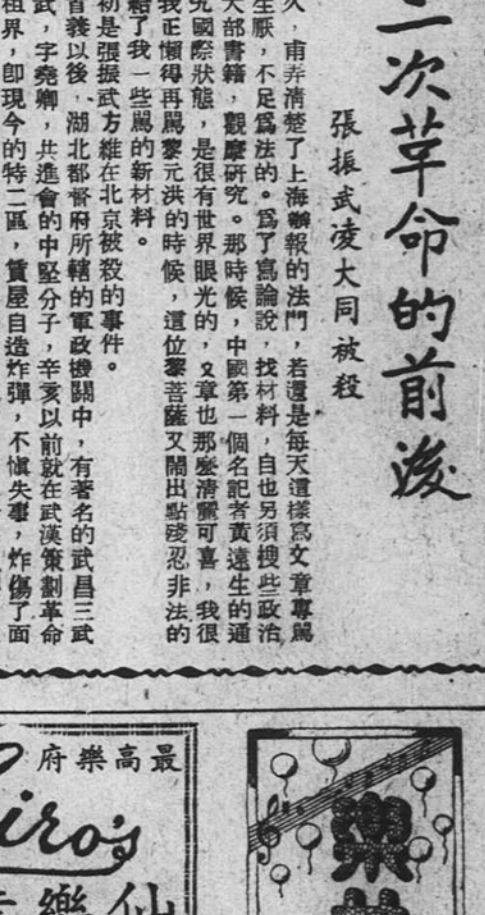 二次革命的前後
張振武凌大同被殺
久，甫弄清楚了上海辦報的法門，若還是每天這樣寫文章專罵
生厭，不足爲法的。爲了寫論說，找材料，自也另須搜些政治
大部書籍，觀摩研究。那時候，中國第一個名記者黃遠生的通
究國際狀態，是很有世界眼光的，文章也那麼清麗可喜，我很
我正懶得再罵黎元洪的時候，這位黎菩薩又鬧出點殘忍非法的
給了我一些罵的新材料。
初是張振武方維在北京被殺的事件。
首義以後，湖北都督府所轄的軍政機關中，有著名的武昌三武
武，字堯卿，共進會的中堅分子，辛亥以前就在武漢策劃革命
租界，卽現今的特二區，賃屋自造炸彈，不愼失事，炸傷了面
最高樂府
iro's
仙樂
樂